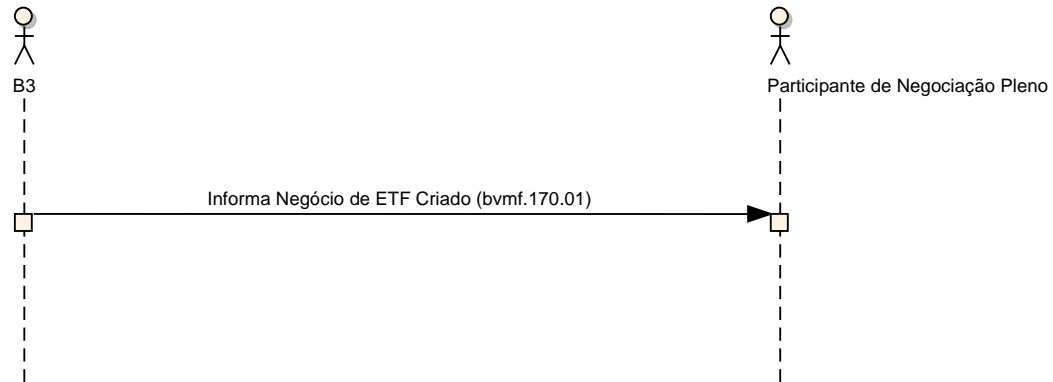 B3
Participante de Negociação Pleno
Informa Negócio de ETF Criado (bvmf.170.01)